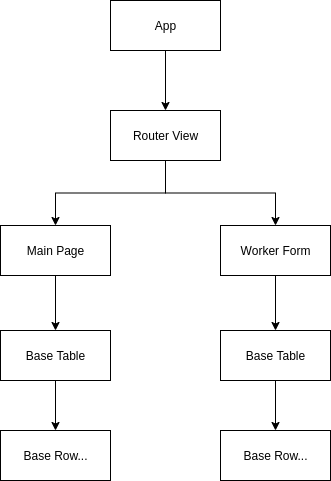 App
Router View
Main Page
Worker Form
Base Table
Base Table
Base Row...
Base Row...